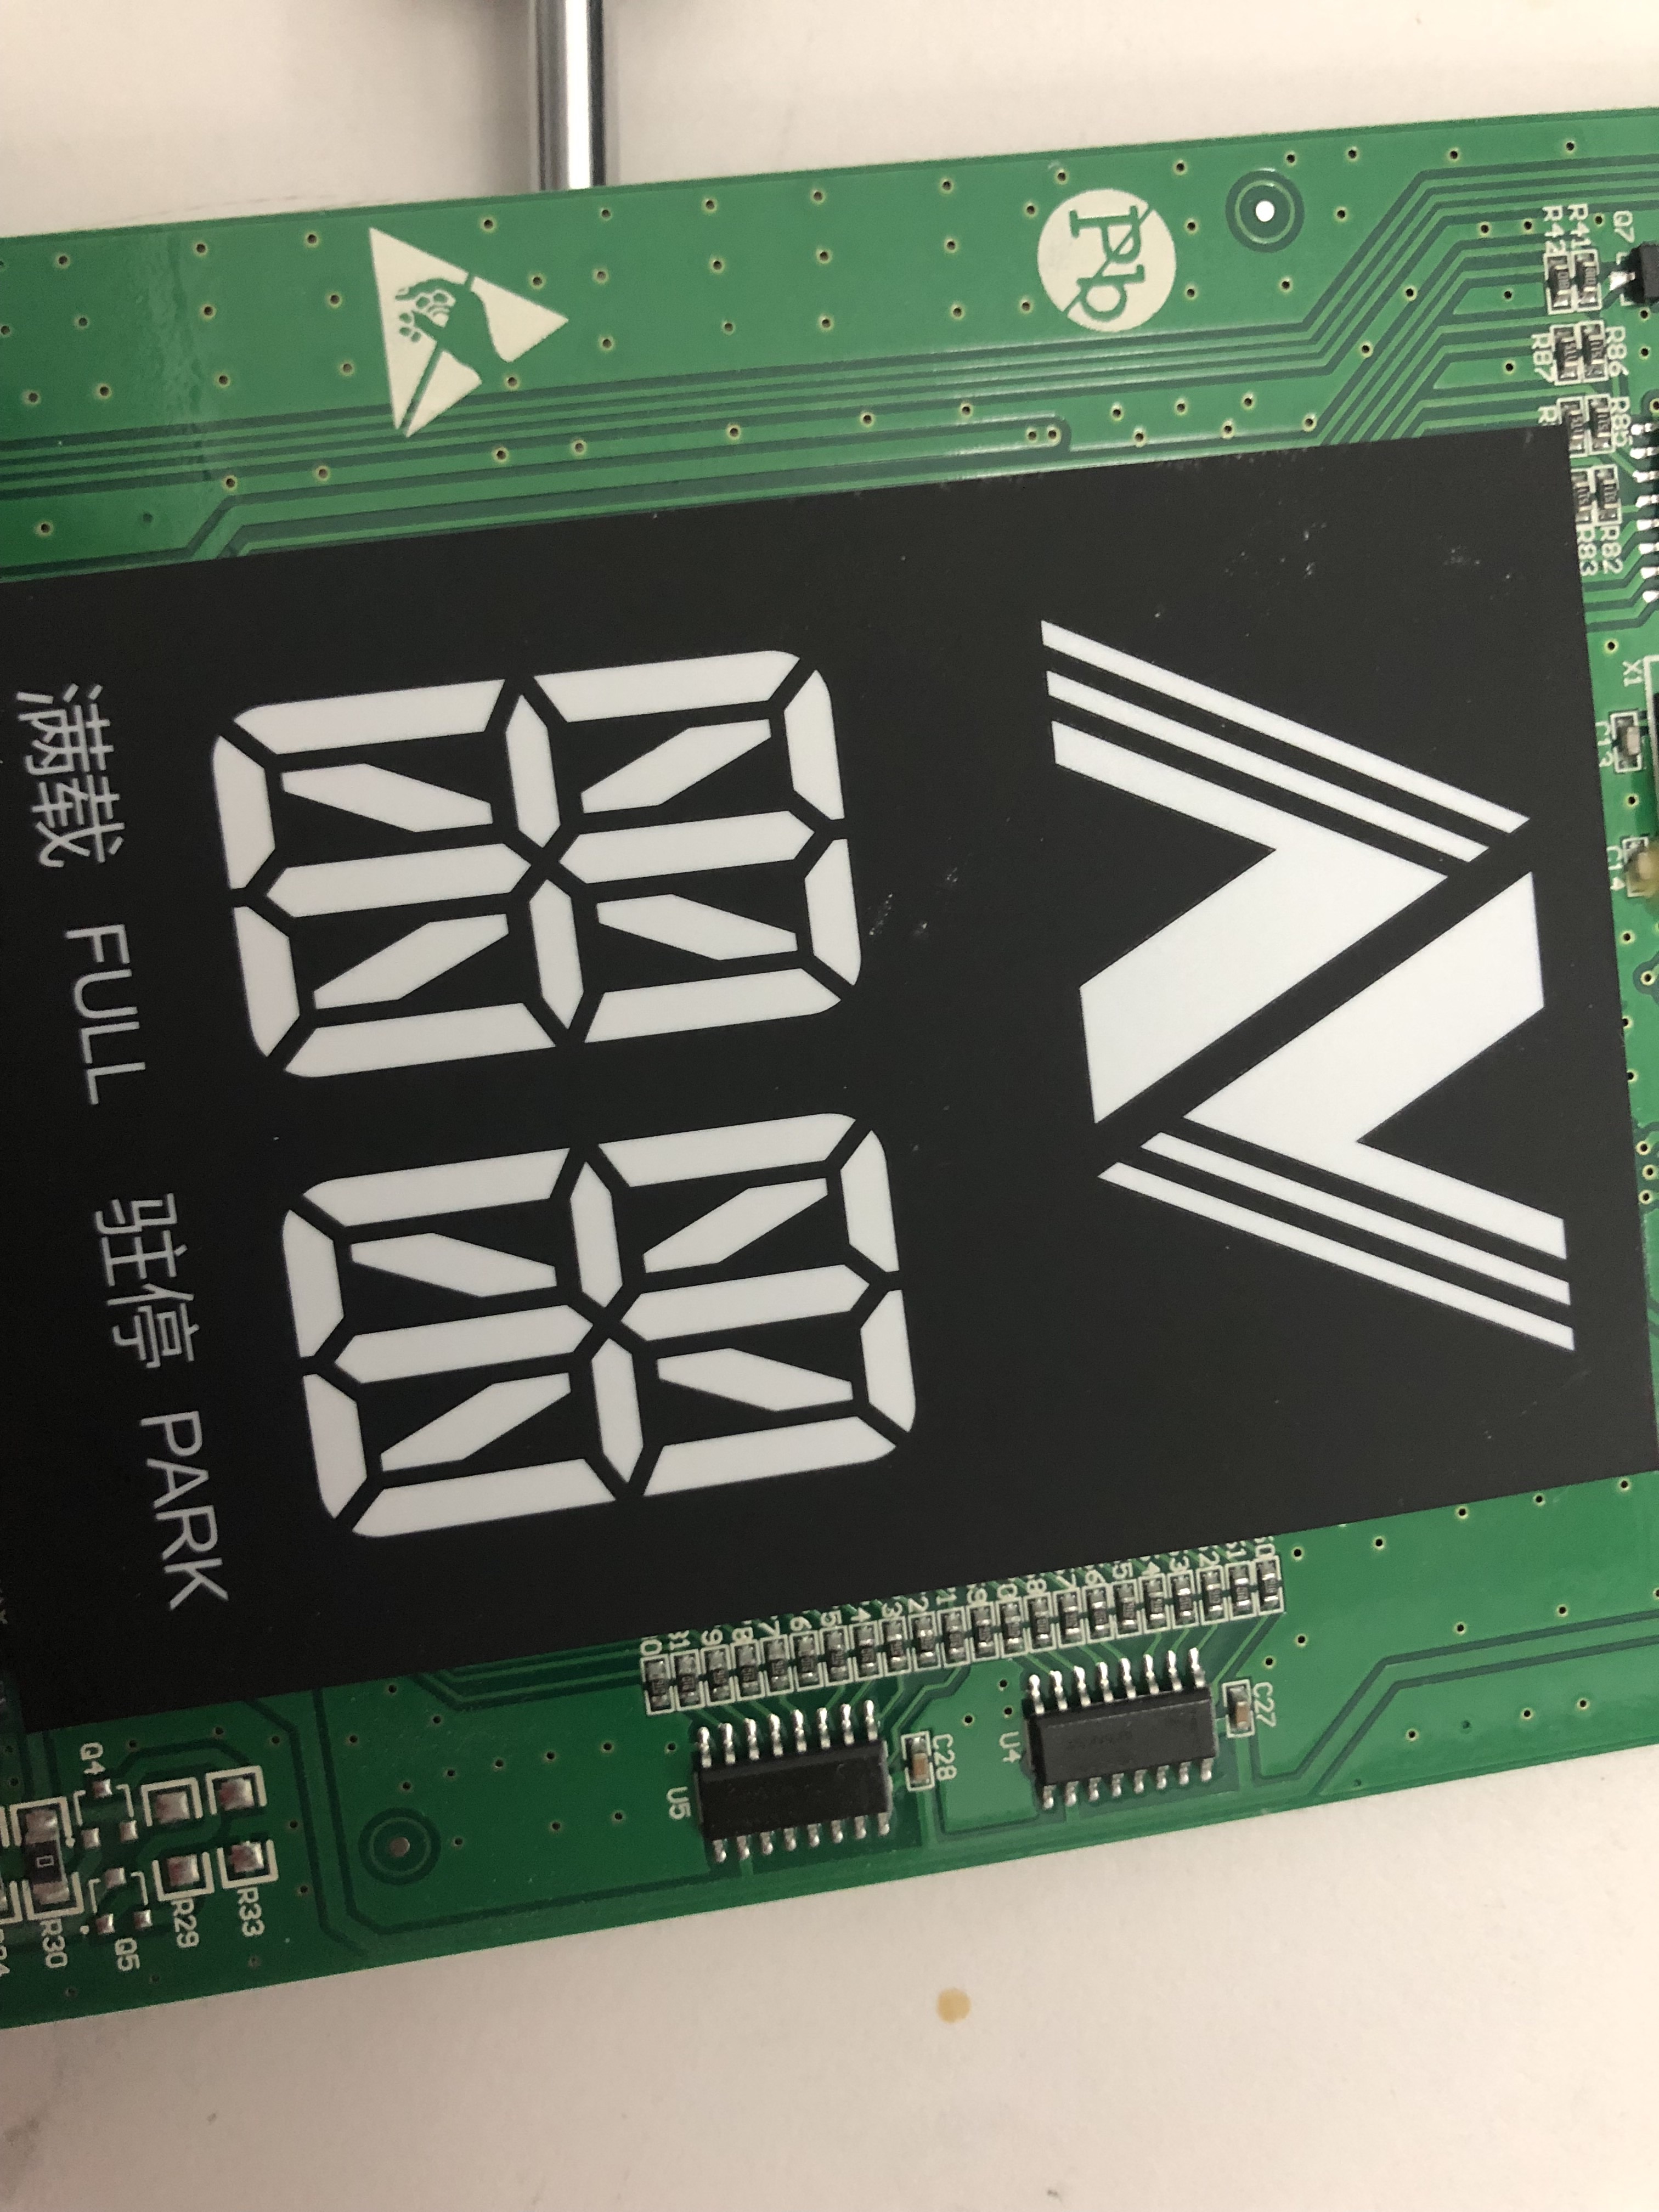 Pb
Q7
R41
R42
R86
R87
R85
R82
R83
X1
C13
C14
满载 FULL 驻停 PARK
C27
U4
C28
U5
Q4
R33
R29
Q5
R30